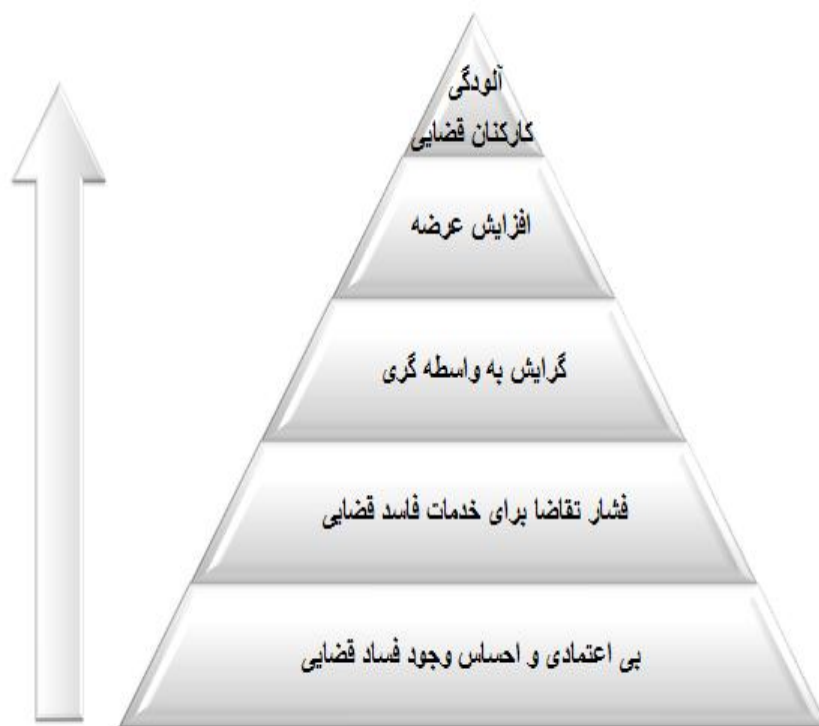 آلودگی
کارکنان قضایی
افزایش عرضه
گرایش به واسطه گری
فشار تقاضا برای خدمات فاسد قضایی
بی اعتمادی و احساس وجود فساد قضایی